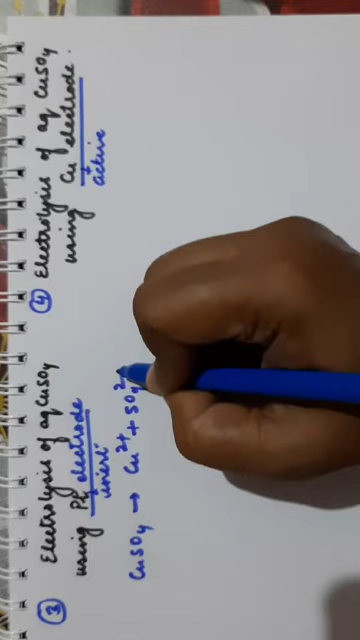 ③ Electrolysis of aq CuSO₄
using Pt electrode
inert
CuSO₄ → Cu²⁺ + SO₄²
④ Electrolysis of aq CuSO₄
using Cu electrode.
active